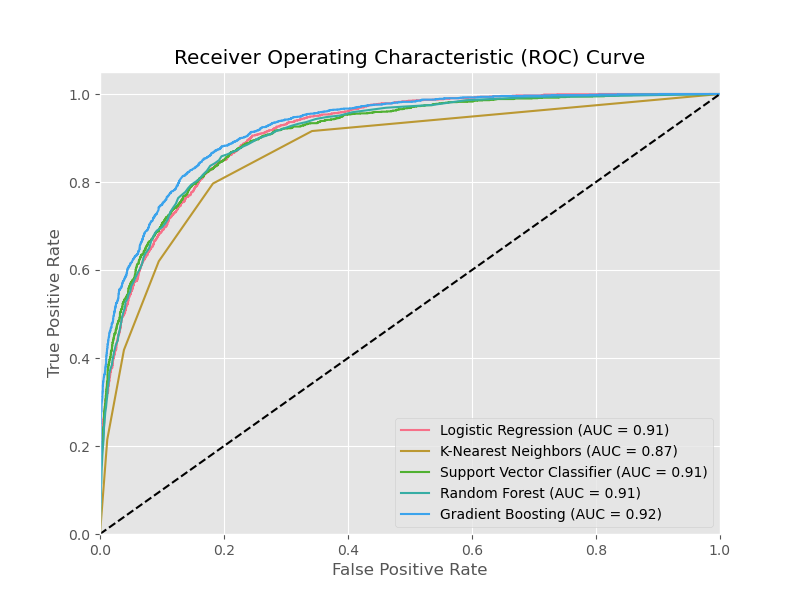 Receiver Operating Characteristic (ROC) Curve
True Positive Rate
1.0
0.8
0.6
0.4
0.2
0.0
Logistic Regression (AUC = 0.91)
K-Nearest Neighbors (AUC = 0.87)
Support Vector Classifier (AUC = 0.91)
Random Forest (AUC = 0.91)
Gradient Boosting (AUC = 0.92)
0.0 0.2 0.4 0.6 0.8 1.0
False Positive Rate